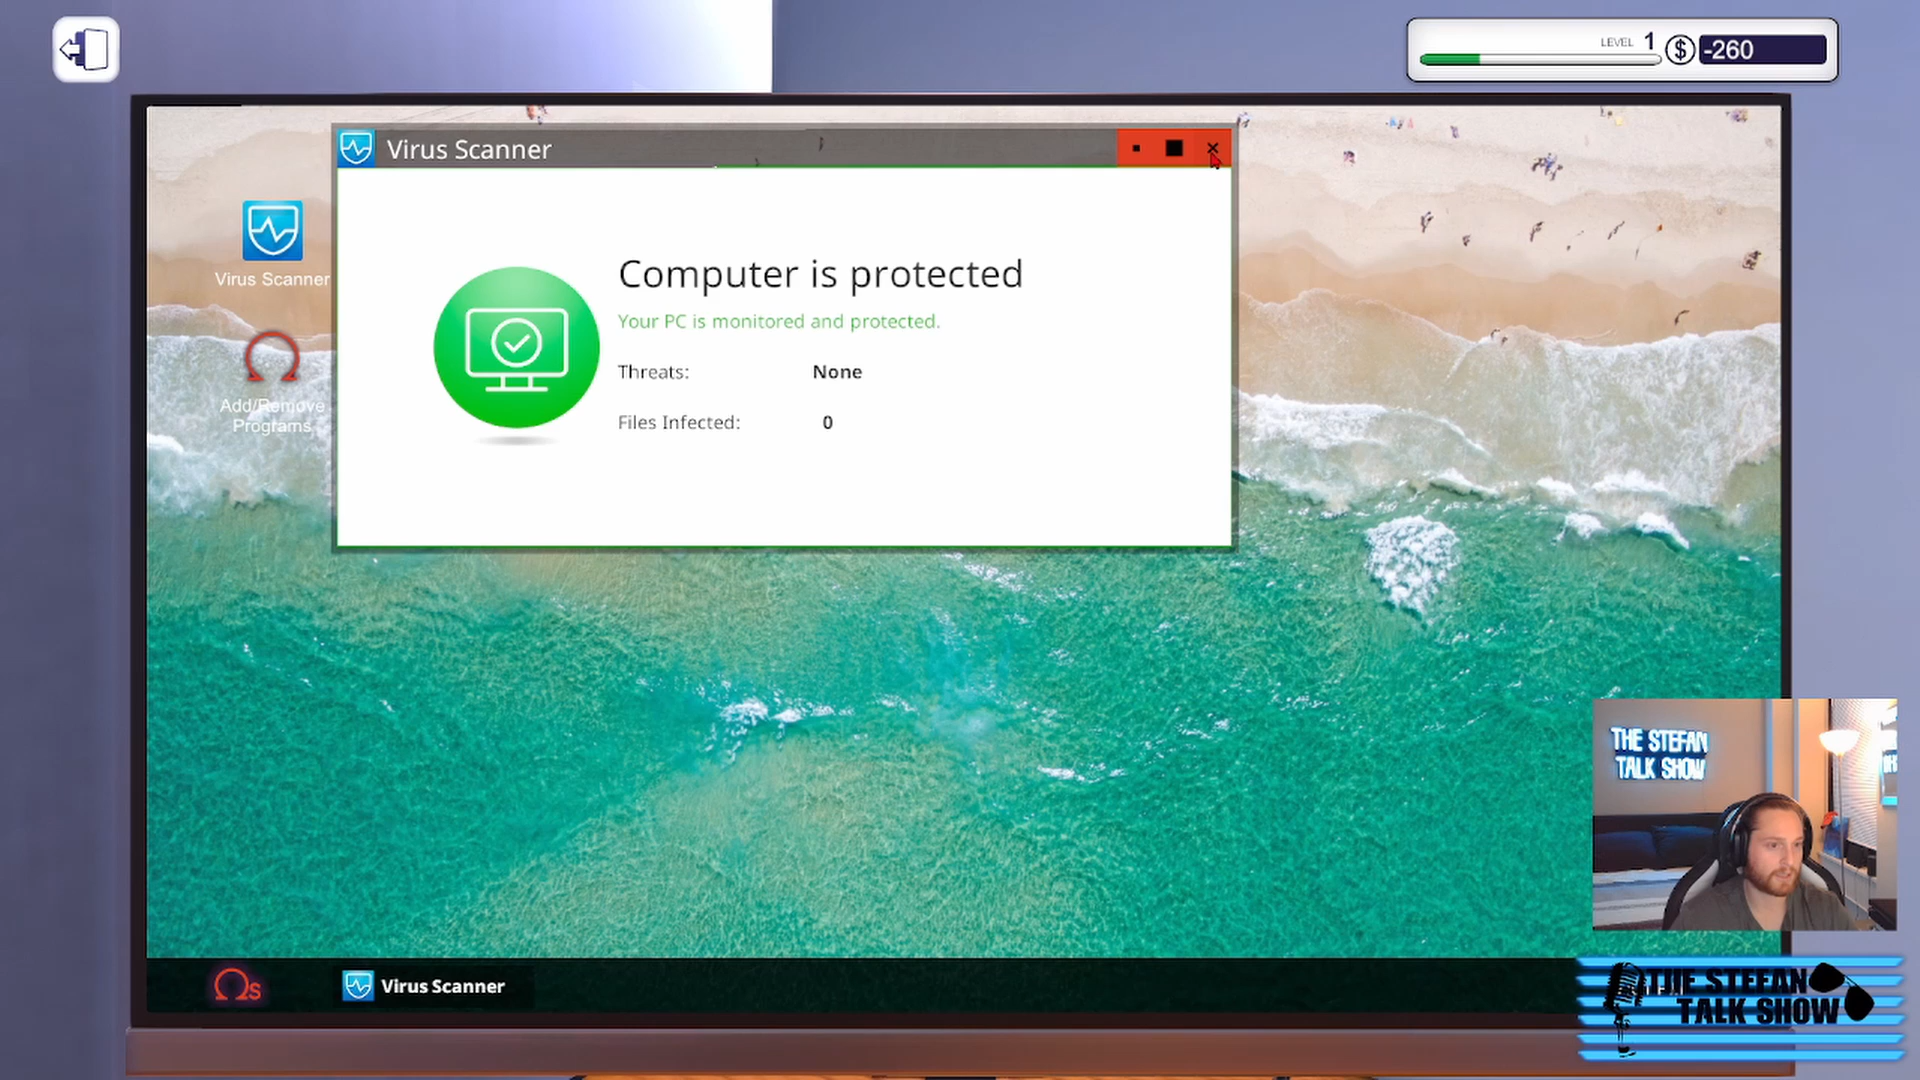 LEVEL 1 $ -260
Virus Scanner
Virus Scanner
Add/Remove
Programs
Computer is protected
Your PC is monitored and protected.
Threats: None
Files Infected: 0
THE STEFAN
TALK SHOW
Ωs
Virus Scanner
THE STEFAN
TALK SHOW